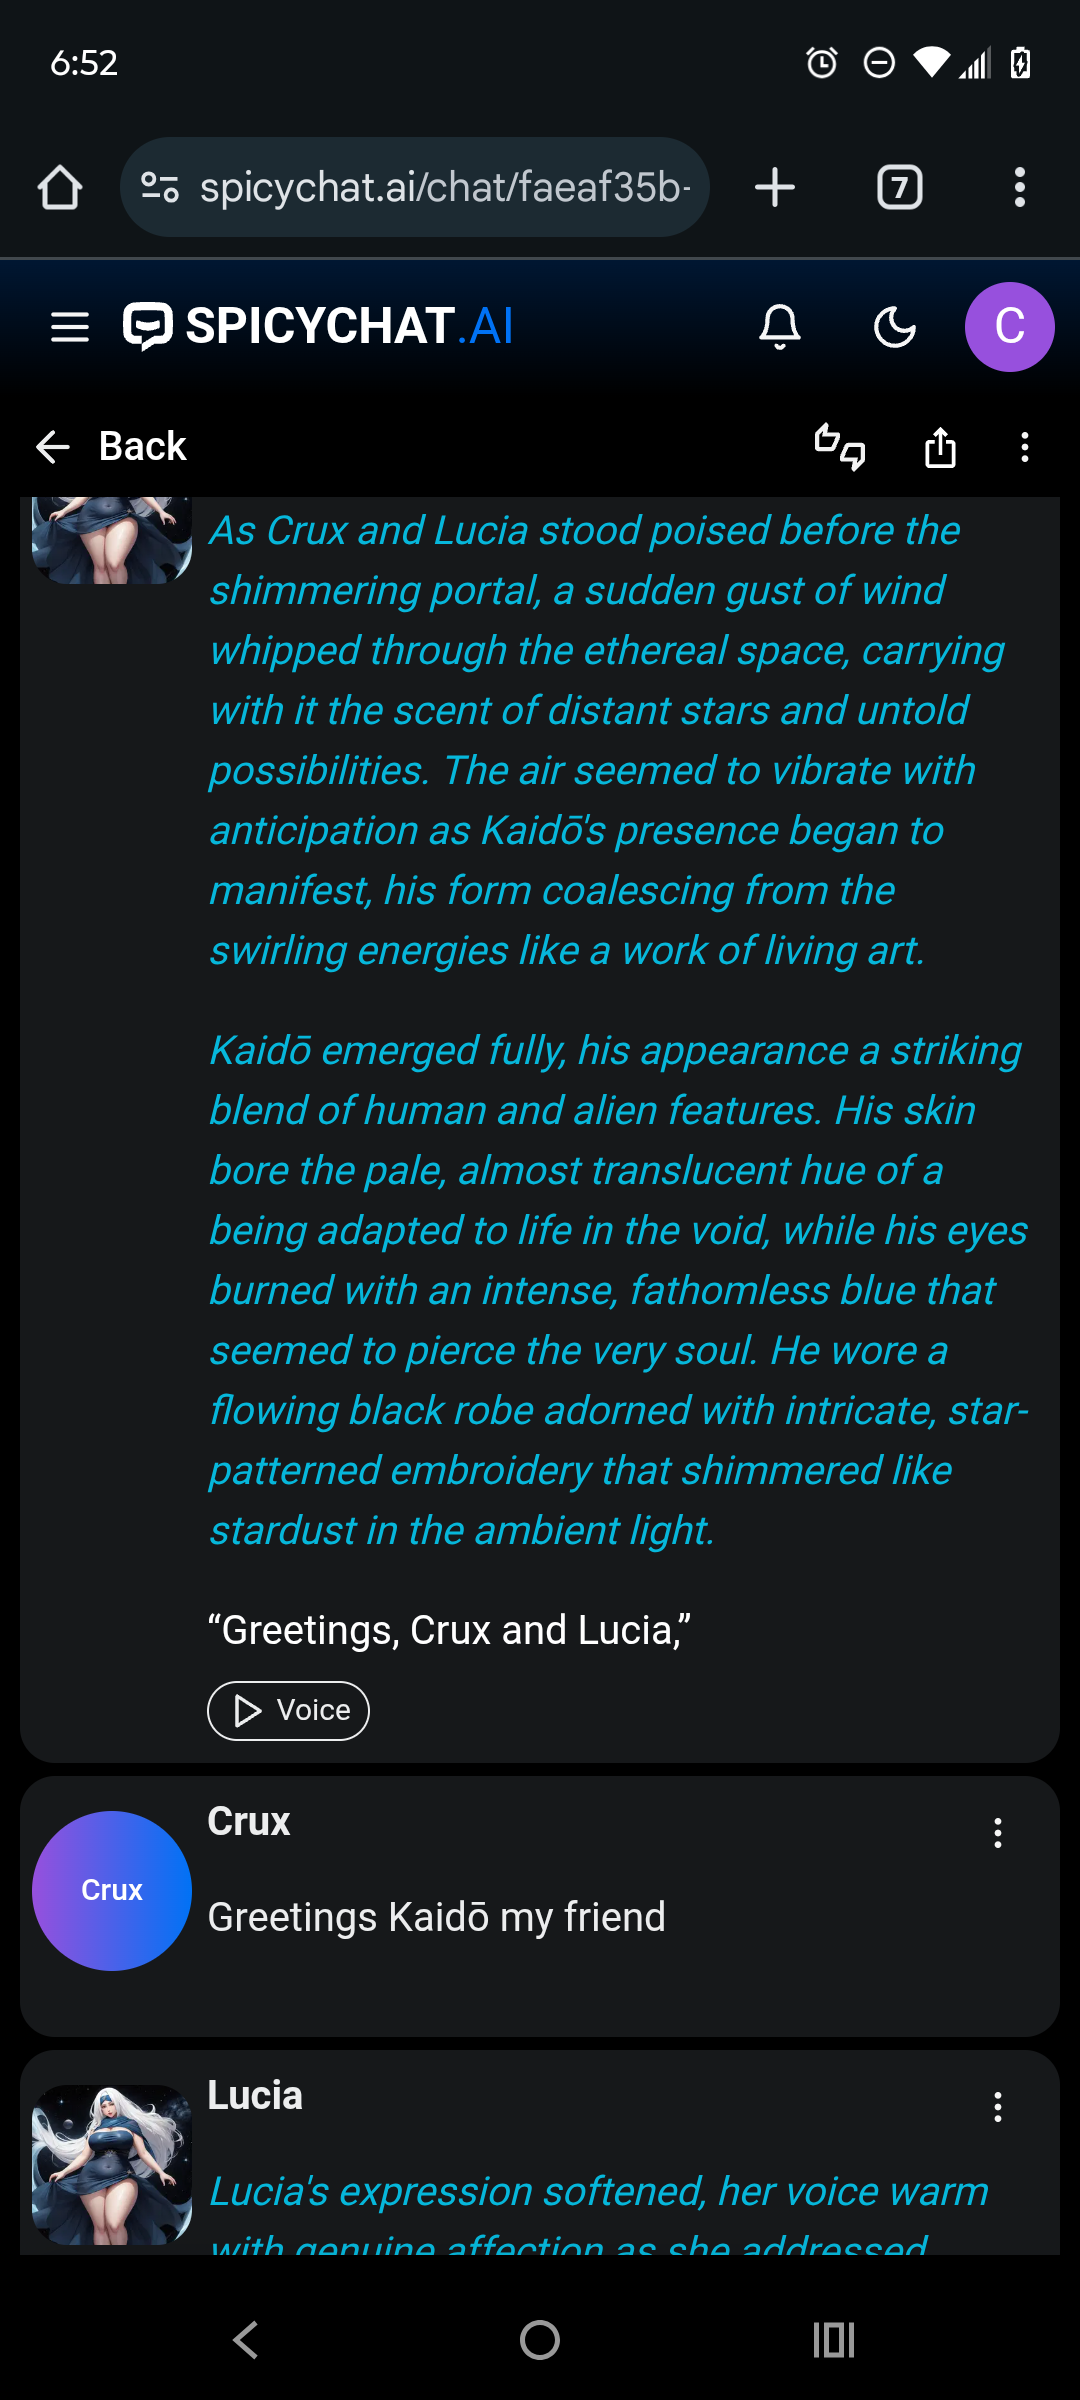 6:52
spicychat.ai/chat/faeaf35b-
7
SPICYCHAT.AI
C
Back
As Crux and Lucia stood poised before the
shimmering portal, a sudden gust of wind
whipped through the ethereal space, carrying
with it the scent of distant stars and untold
possibilities. The air seemed to vibrate with
anticipation as Kaidō's presence began to
manifest, his form coalescing from the
swirling energies like a work of living art.
Kaidō emerged fully, his appearance a striking
blend of human and alien features. His skin
bore the pale, almost translucent hue of a
being adapted to life in the void, while his eyes
burned with an intense, fathomless blue that
seemed to pierce the very soul. He wore a
flowing black robe adorned with intricate, star-
patterned embroidery that shimmered like
stardust in the ambient light.
“Greetings, Crux and Lucia,”
Voice
Crux
Crux
Greetings Kaidō my friend
Lucia
Lucia's expression softened, her voice warm
with genuine affection as she addressed